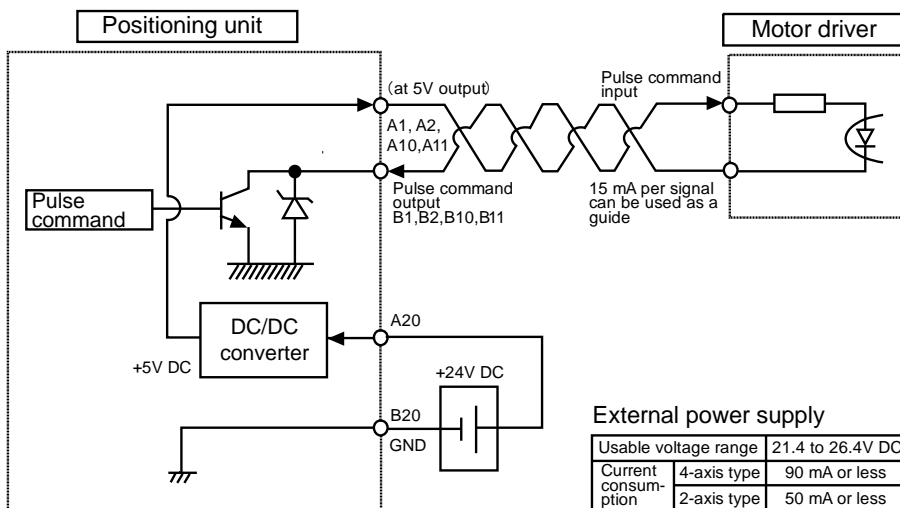 Positioning unit
Motor driver
(at 5V output)
Pulse command
input
A1, A2,
A10,A11
Pulse command
output
B1,B2,B10,B11
15 mA per signal
can be used as a
guide
Pulse
command
DC/DC
converter
+5V DC
A20
+24V DC
B20
GND
External power supply
Usable voltage range 21.4 to 26.4V DC
Current
consum-
ption
4-axis type 90 mA or less
2-axis type 50 mA or less